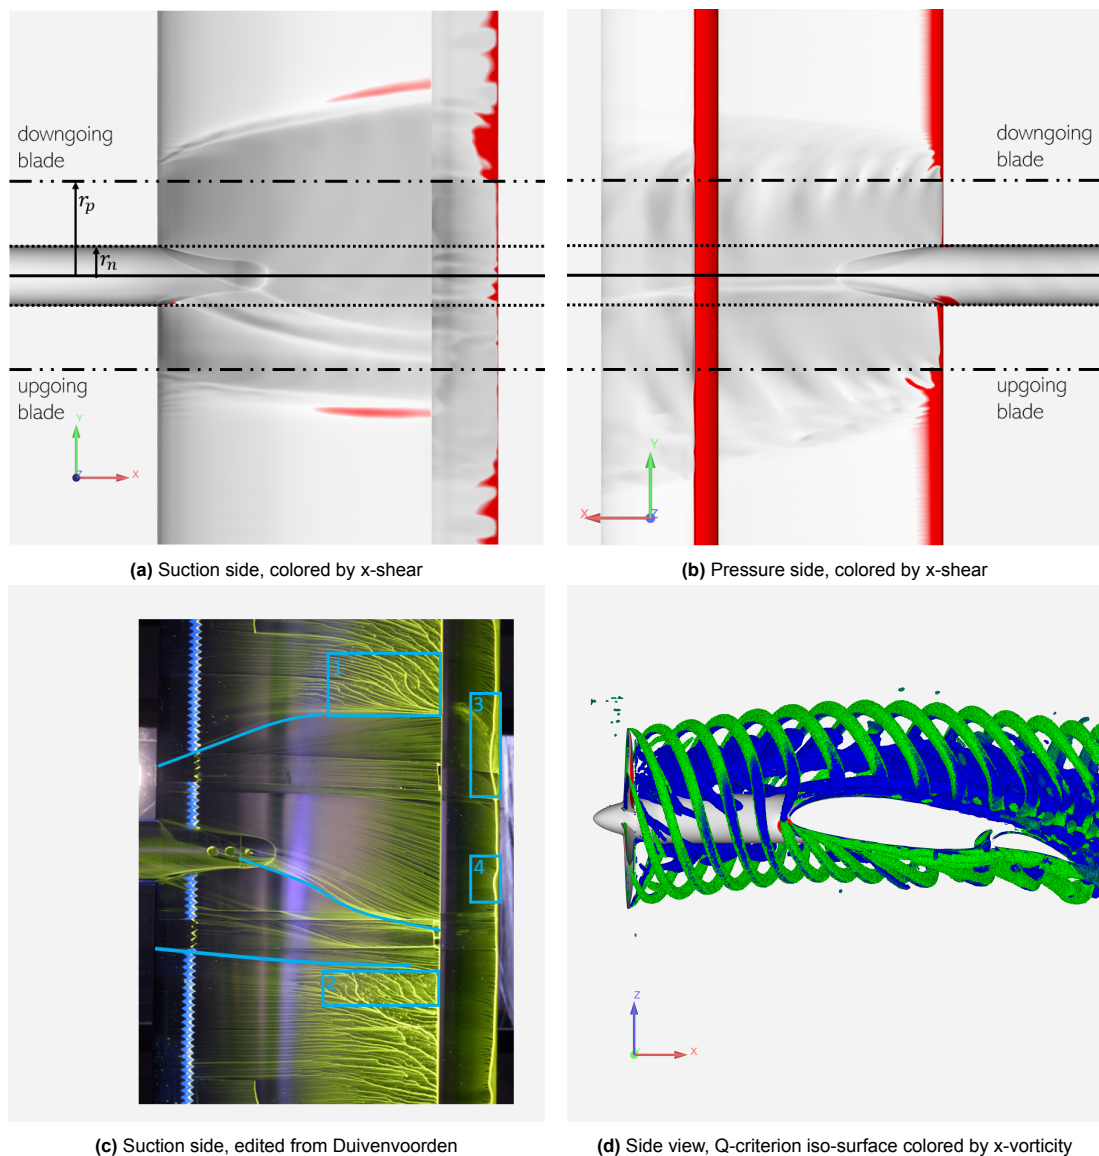 downgoing
blade
r_p
r_n
upgoing
blade
Y
Z
X
downgoing
blade
upgoing
blade
Y
X
Z
(a) Suction side, colored by x-shear
(b) Pressure side, colored by x-shear
1
3
4
2
Z
Y
X
(c) Suction side, edited from Duivenvoorden
(d) Side view, Q-criterion iso-surface colored by x-vorticity